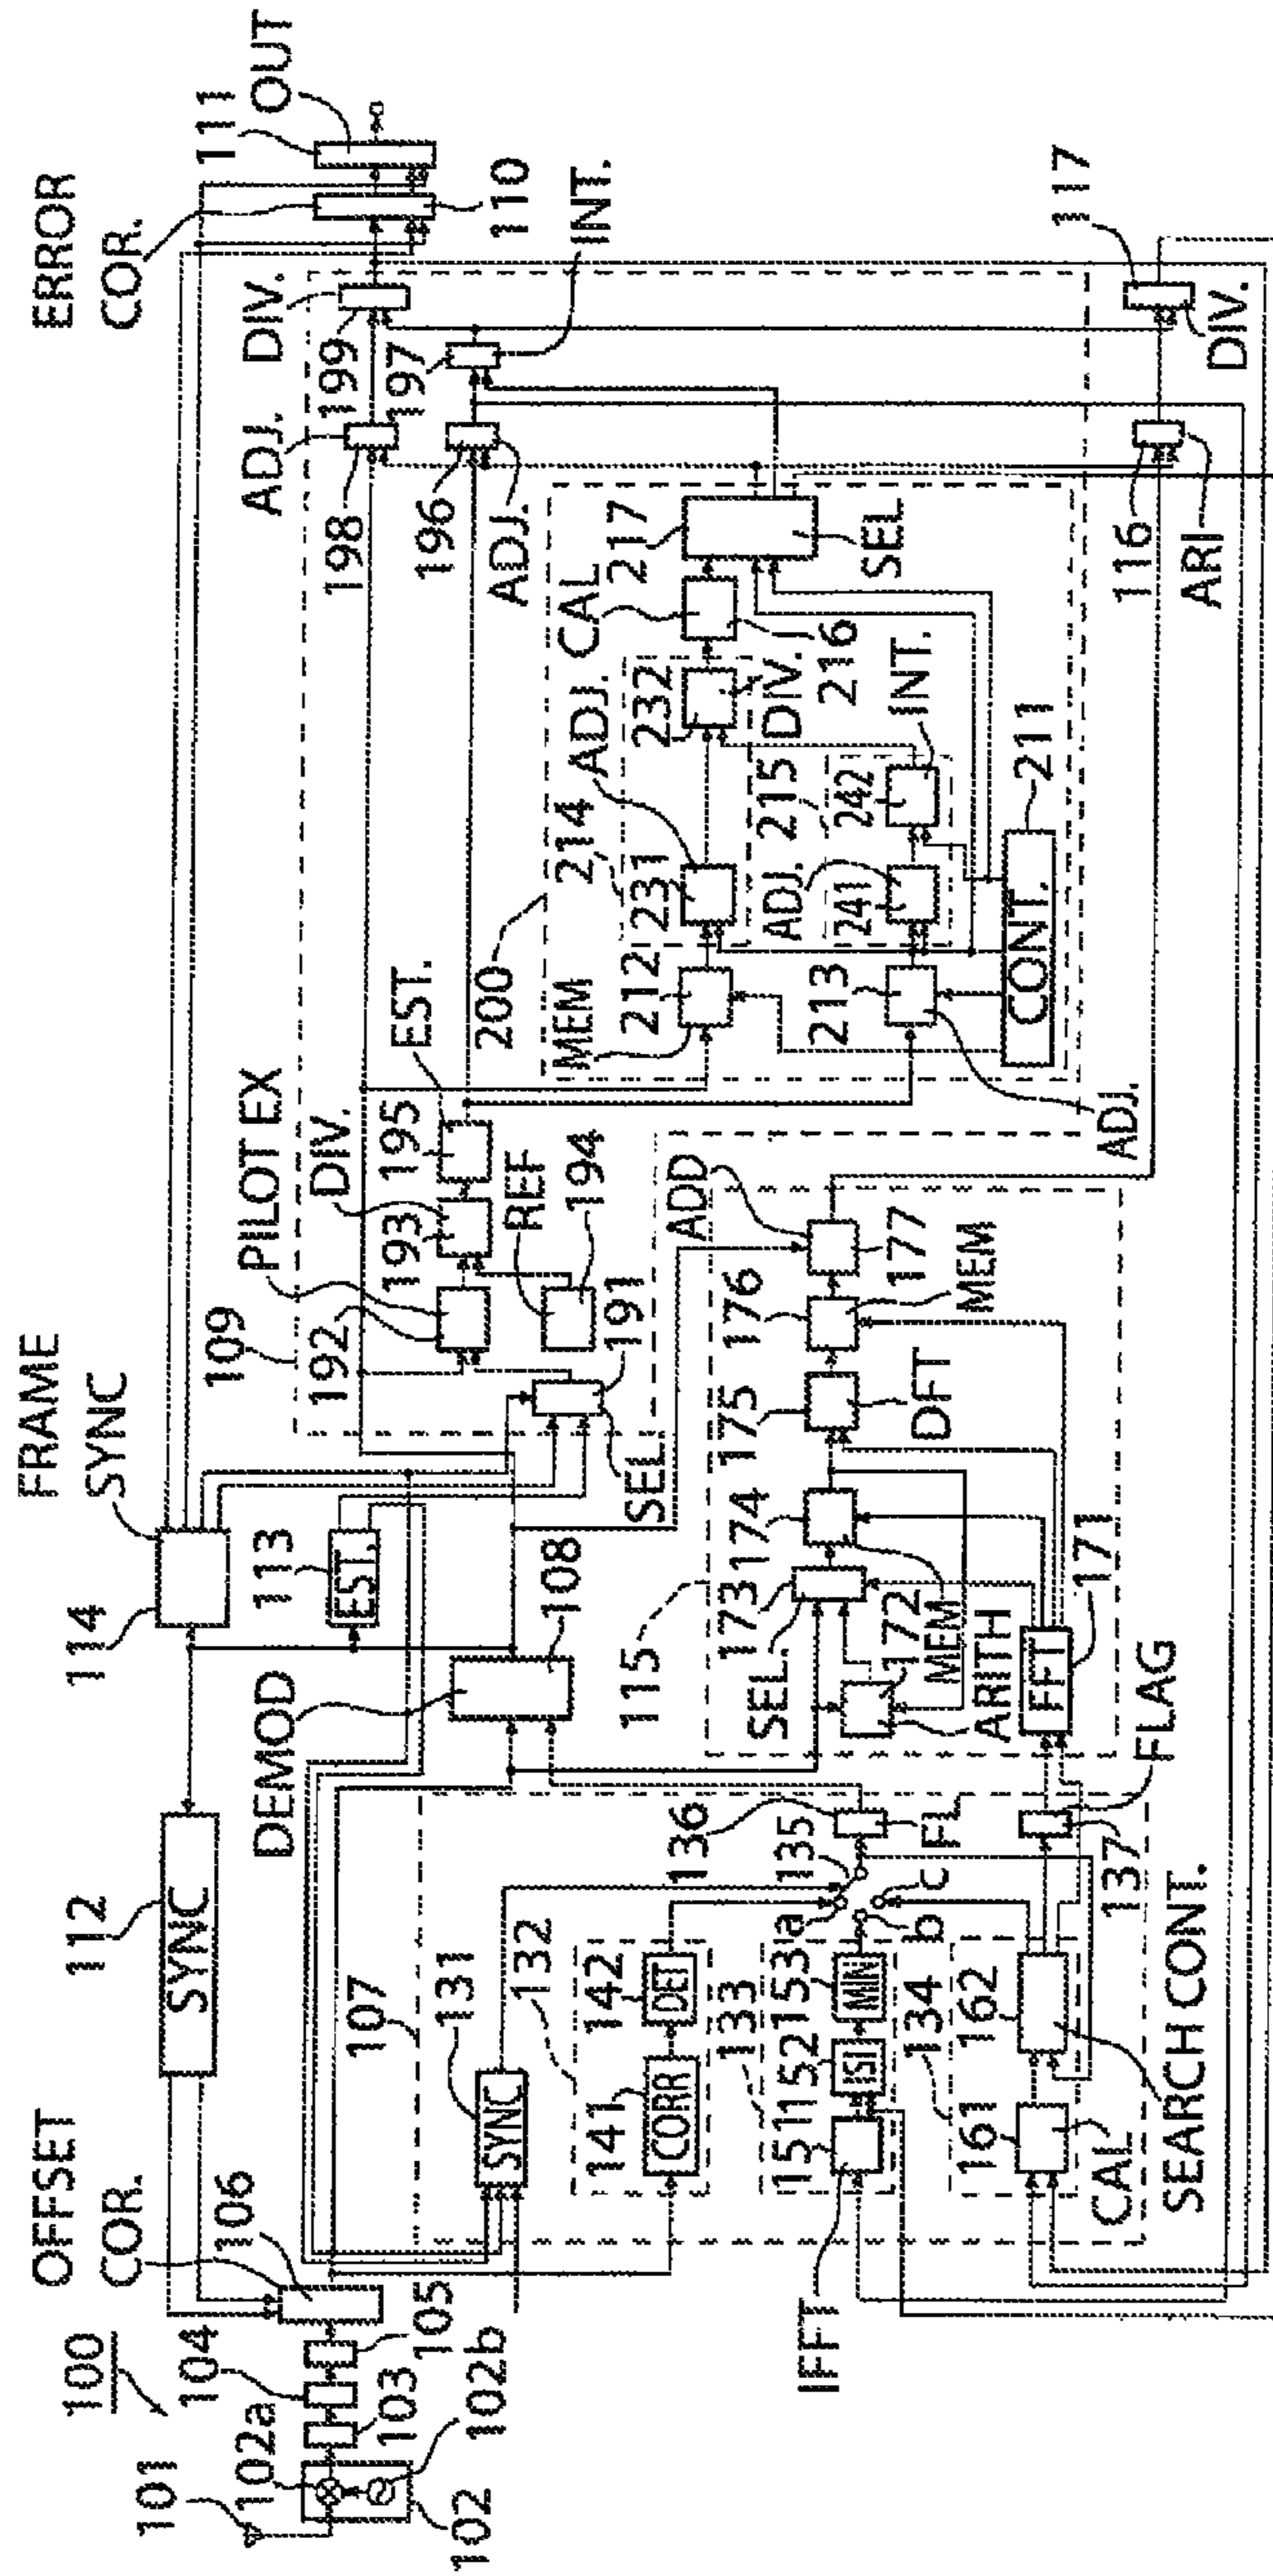 100
101
102a
102
102b
103
104
105
OFFSET
COR.
106
112
SYNC
FRAME
SYNC
114
113
EST.
DEMOD
108
107
131
SYNC
132
141
CORR
142
DET
133
151
152
ISI
153
MIN
IFFT
134
161
CAL
162
SEARCH CONT.
a
b
c
135
136
FL
137
FLAG
115
171
FFT
172
ARITH
173
SEL.
174
MEM
175
DFT
176
MEM
177
ADD
109
191
SEL.
192
PILOT EX
193
DIV.
194
REF
195
EST.
196
ADJ.
197
INT.
198
ADJ.
199
DIV.
200
211
CONT.
212
MEM
213
ADJ.
214
231
ADJ.
232
DIV.
215
241
ADJ.
242
INT.
216
CAL
217
SEL
116
ARI
117
DIV.
ERROR
COR.
110
111
OUT